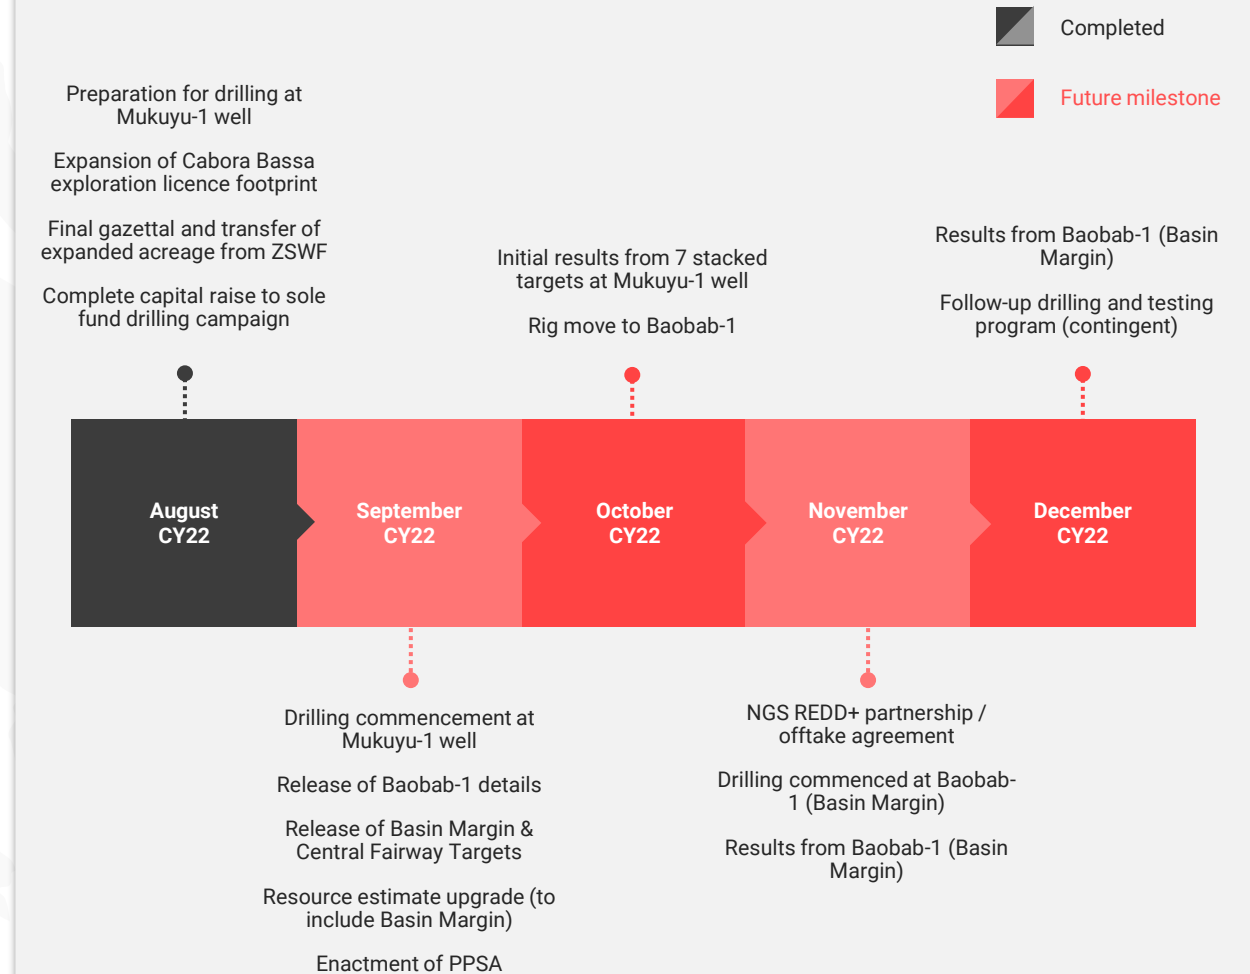 Completed
Future milestone
Preparation for drilling at
Mukuyu-1 well
Expansion of Cabora Bassa
exploration licence footprint
Final gazettal and transfer of
expanded acreage from ZSWF
Complete capital raise to sole
fund drilling campaign
Initial results from 7 stacked
targets at Mukuyu-1 well
Rig move to Baobab-1
Results from Baobab-1 (Basin
Margin)
Follow-up drilling and testing
program (contingent)
August
CY22
September
CY22
October
CY22
November
CY22
December
CY22
Drilling commencement at
Mukuyu-1 well
Release of Baobab-1 details
Release of Basin Margin &
Central Fairway Targets
Resource estimate upgrade (to
include Basin Margin)
Enactment of PPSA
NGS REDD+ partnership /
offtake agreement
Drilling commenced at Baobab-
1 (Basin Margin)
Results from Baobab-1 (Basin
Margin)